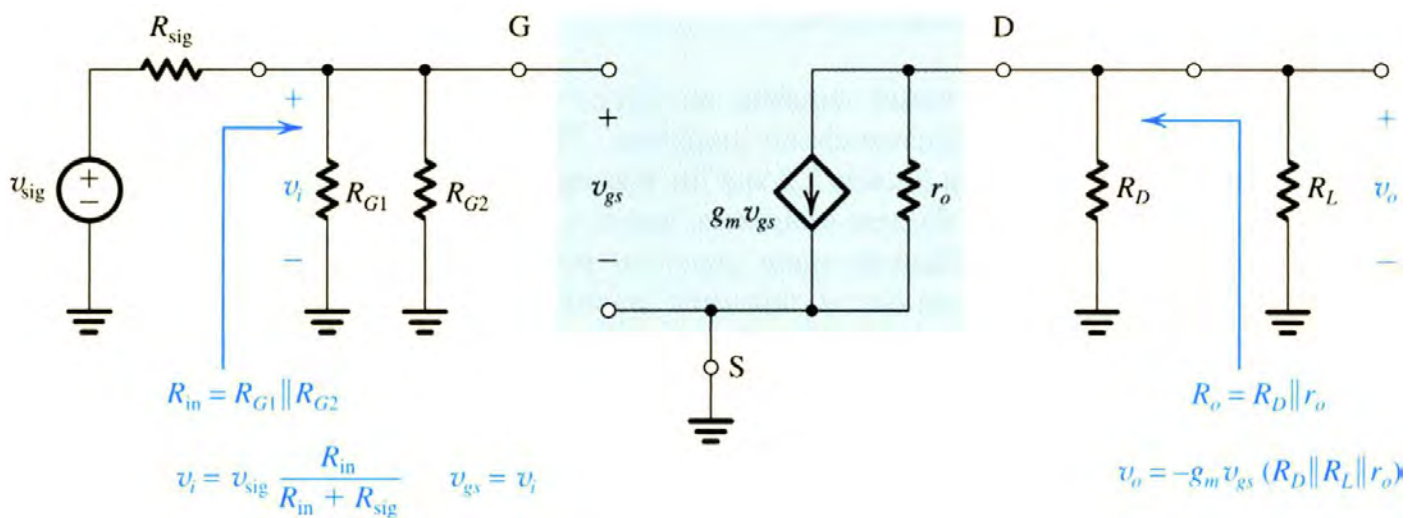 R_sig
G
D
+
v_i
−
+
v_gs
−
+
v_o
−
v_sig
+
−
R_G1
R_G2
g_m v_gs
r_o
R_D
R_L
S
R_in = R_G1 ∥ R_G2
R_o = R_D ∥ r_o
v_i = v_sig R_in / (R_in + R_sig)    v_gs = v_i
v_o = −g_m v_gs (R_D ∥ R_L ∥ r_o)